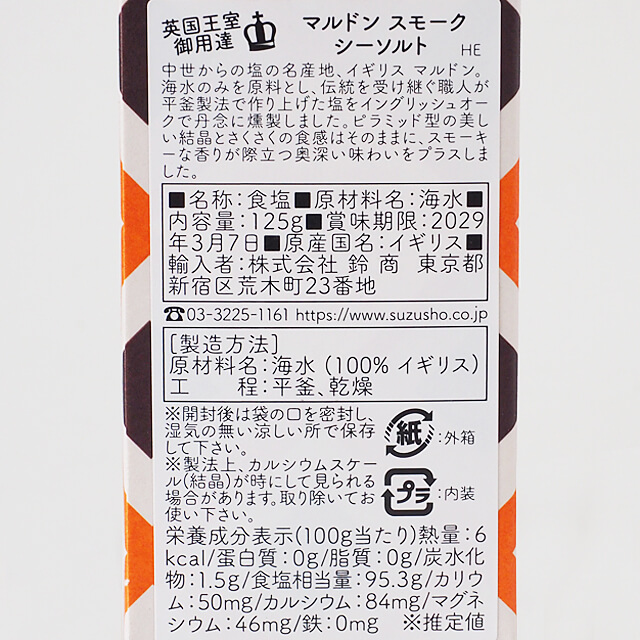 英国王室
御用達
マルドン スモーク
シーソルト
HE
中世からの塩の名産地、イギリス マルドン。
海水のみを原料とし、伝統を受け継ぐ職人が
平釜製法で作り上げた塩をイングリッシュオー
クで丹念に燻製しました。ピラミッド型の美し
い結晶とさくさくの食感はそのままに、スモーキ
ーな香りが際立つ奥深い味わいをプラスしま
した。
■名称:食塩■原材料名:海水■
内容量:125g■賞味期限:2029
年3月7日■原産国名:イギリス■
輸入者:株式会社 鈴 商 東京都
新宿区荒木町23番地
☎03-3225-1161 https://www.suzusho.co.jp
[製造方法]
原材料名:海水 (100% イギリス)
工 程:平釜、乾燥
※開封後は袋の口を密封し、
湿気の無い涼しい所で保存
して下さい。
※製法上、カルシウムスケー
ル(結晶)が時にして見られる
場合があります。取り除いてお
使い下さい。
紙:外箱
プラ:内装
栄養成分表示(100g当たり)熱量:6
kcal/蛋白質:0g/脂質:0g/炭水化
物:1.5g/食塩相当量:95.3g/カリウ
ム:50mg/カルシウム:84mg/マグネ
シウム:46mg/鉄:0mg ※推定値